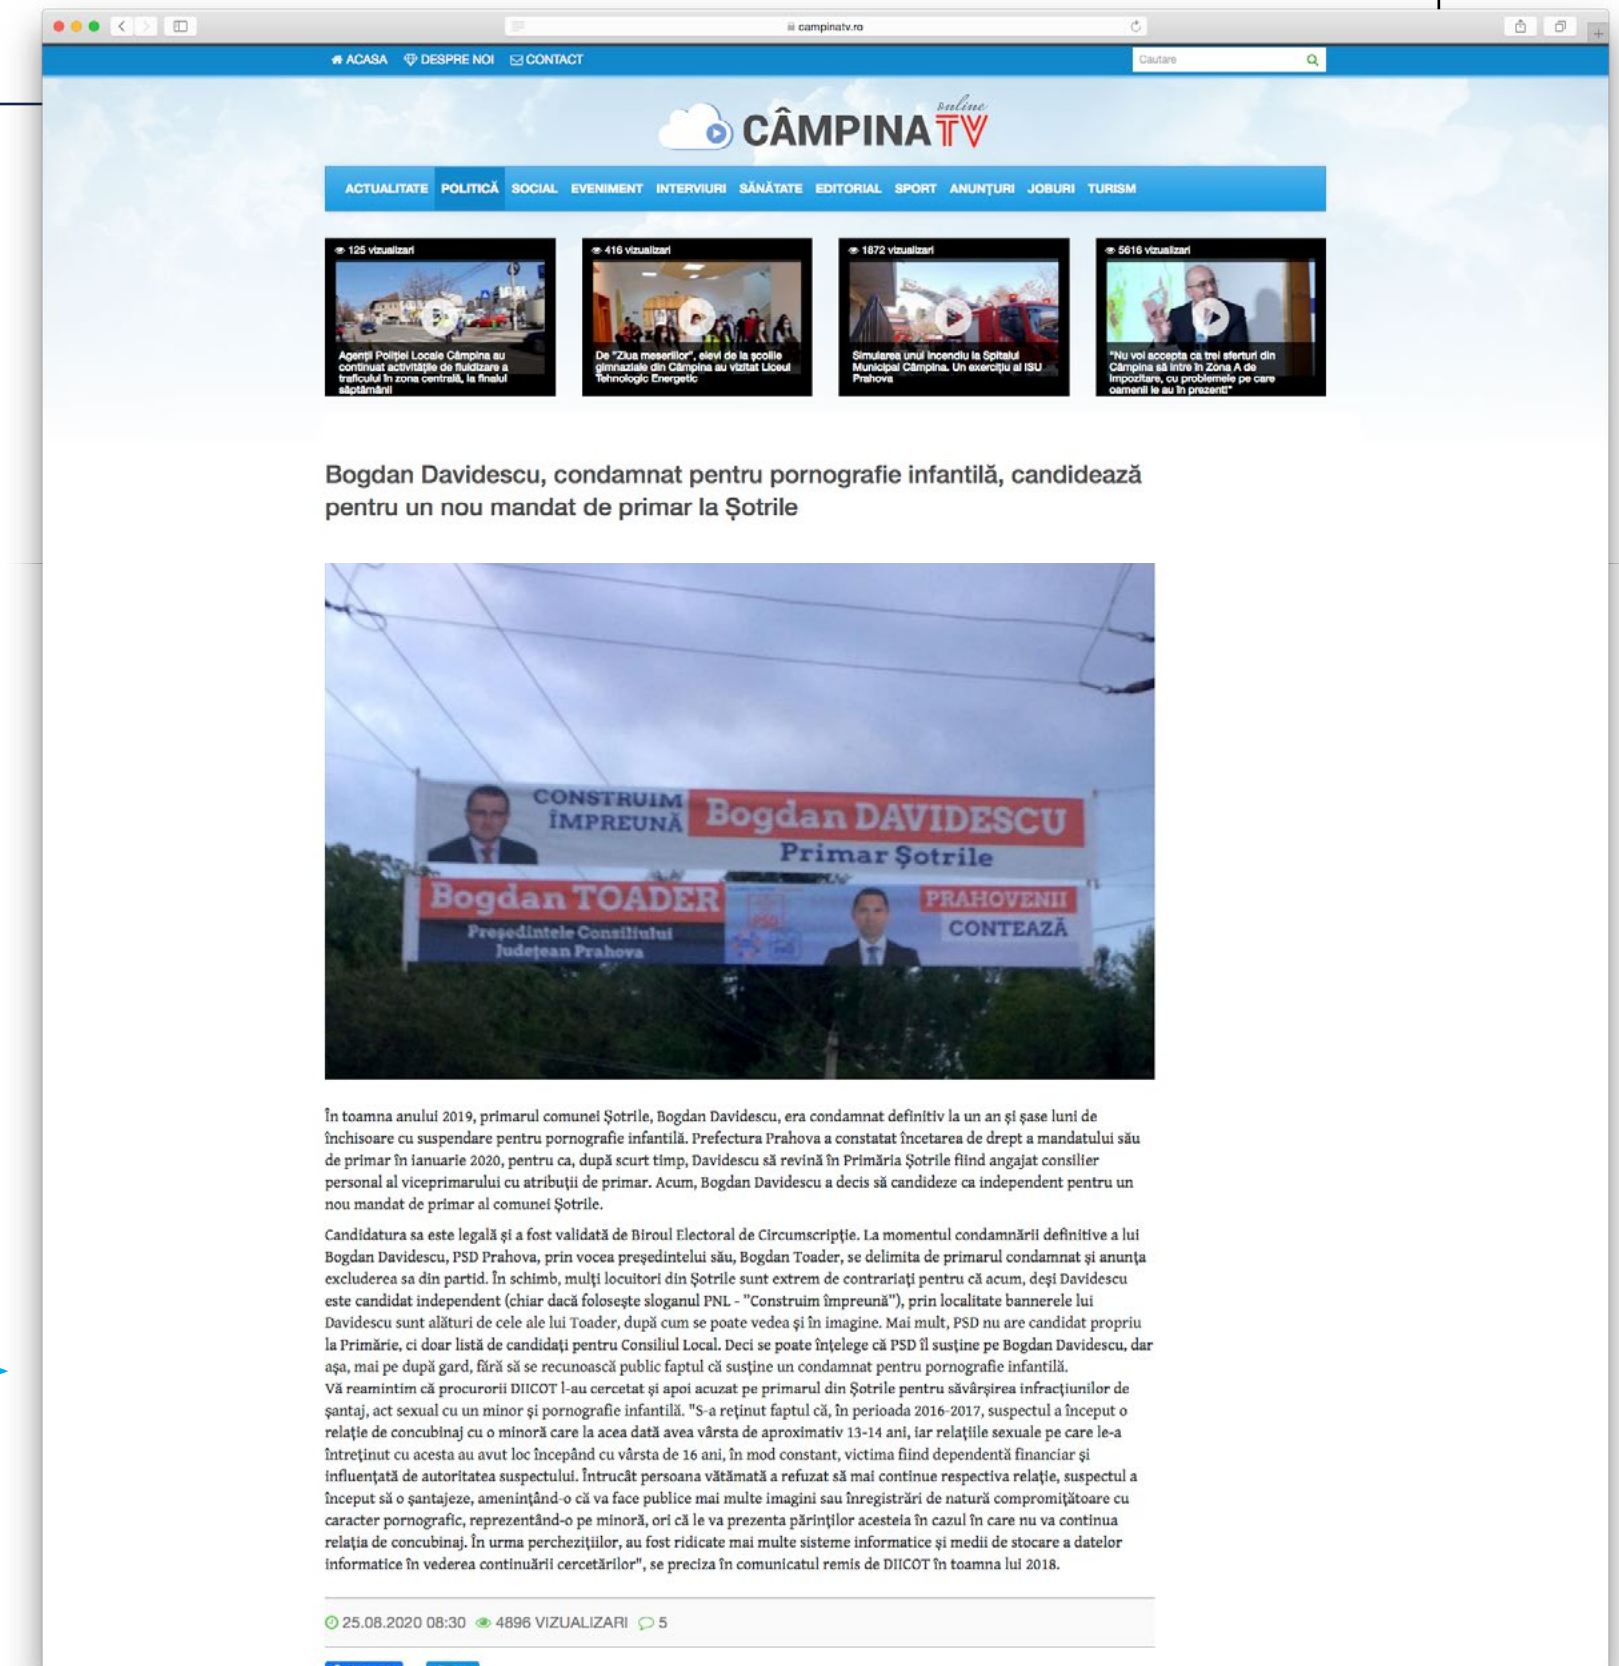 campinatv.ro
ACASA DESPRE NOI CONTACT
Cautare
CÂMPINA TV online
ACTUALITATE POLITICĂ SOCIAL EVENIMENT INTERVIURI SĂNĂTATE EDITORIAL SPORT ANUNȚURI JOBURI TURISM
125 vizualizari
Agenții Poliției Locale Câmpina au
continuat activitățile de fluidizare a
traficului în zona centrală, la finalul
săptămânii
416 vizualizari
De "Ziua meseriilor", elevi de la școlile
gimnaziale din Câmpina au vizitat Liceul
Tehnologic Energetic
1872 vizualizari
Simularea unui incendiu la Spitalul
Municipal Câmpina. Un exercițiu al ISU
Prahova
5616 vizualizari
"Nu voi accepta ca trei sferturi din
Câmpina să intre în Zona A de
impozitare, cu problemele pe care
oamenii le au în prezent!"
Bogdan Davidescu, condamnat pentru pornografie infantilă, candidează
pentru un nou mandat de primar la Șotrile
CONSTRUIM
ÎMPREUNĂ
Bogdan DAVIDESCU
Primar Șotrile
Bogdan TOADER
Președintele Consiliului
Județean Prahova
PSD
PRAHOVENII
CONTEAZĂ
În toamna anului 2019, primarul comunei Șotrile, Bogdan Davidescu, era condamnat definitiv la un an și șase luni de
închisoare cu suspendare pentru pornografie infantilă. Prefectura Prahova a constatat încetarea de drept a mandatului său
de primar în ianuarie 2020, pentru ca, după scurt timp, Davidescu să revină în Primăria Șotrile fiind angajat consilier
personal al viceprimarului cu atribuții de primar. Acum, Bogdan Davidescu a decis să candideze ca independent pentru un
nou mandat de primar al comunei Șotrile.
Candidatura sa este legală și a fost validată de Biroul Electoral de Circumscripție. La momentul condamnării definitive a lui
Bogdan Davidescu, PSD Prahova, prin vocea președintelui său, Bogdan Toader, se delimita de primarul condamnat și anunța
excluderea sa din partid. În schimb, mulți locuitori din Șotrile sunt extrem de contrariați pentru că acum, deși Davidescu
este candidat independent (chiar dacă folosește sloganul PNL - "Construim împreună"), prin localitate bannerele lui
Davidescu sunt alături de cele ale lui Toader, după cum se poate vedea și în imagine. Mai mult, PSD nu are candidat propriu
la Primărie, ci doar listă de candidați pentru Consiliul Local. Deci se poate înțelege că PSD îl susține pe Bogdan Davidescu, dar
așa, mai pe după gard, fără să se recunoască public faptul că susține un condamnat pentru pornografie infantilă.
Vă reamintim că procurorii DIICOT l-au cercetat și apoi acuzat pe primarul din Șotrile pentru săvârșirea infracțiunilor de
șantaj, act sexual cu un minor și pornografie infantilă. "S-a reținut faptul că, în perioada 2016-2017, suspectul a început o
relație de concubinaj cu o minoră care la acea dată avea vârsta de aproximativ 13-14 ani, iar relațiile sexuale pe care le-a
întreținut cu acesta au avut loc începând cu vârsta de 16 ani, în mod constant, victima fiind dependentă financiar și
influențată de autoritatea suspectului. Întrucât persoana vătămată a refuzat să mai continue respectiva relație, suspectul a
început să o șantajeze, amenințând-o că va face publice mai multe imagini sau înregistrări de natură compromițătoare cu
caracter pornografic, reprezentând-o pe minoră, ori că le va prezenta părinților acesteia în cazul în care nu va continua
relația de concubinaj. În urma perchezițiilor, au fost ridicate mai multe sisteme informatice și medii de stocare a datelor
informatice în vederea continuării cercetărilor", se preciza în comunicatul remis de DIICOT în toamna lui 2018.
25.08.2020 08:30 4896 VIZUALIZARI 5